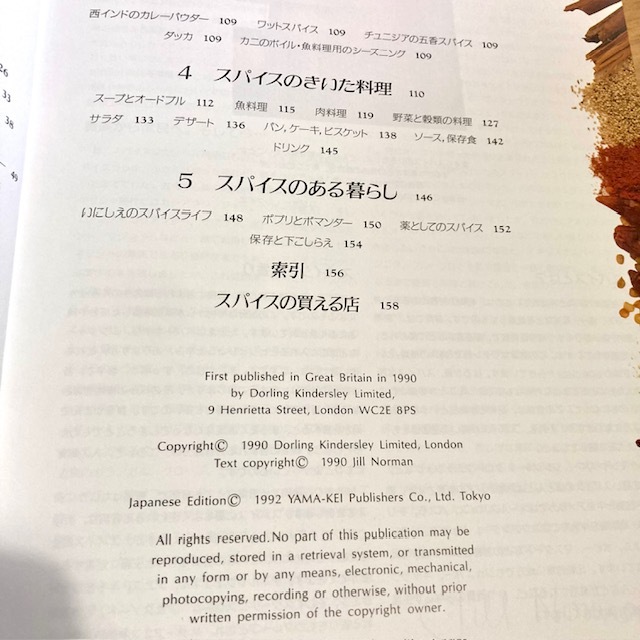 西インドのカレーパウダー 109 ワットスパイス 109 チュニジアの五香スパイス 109
ダッカ 109 カニのボイル・魚料理用のシーズニング 109
4 スパイスのきいた料理 110
スープとオードブル 112 魚料理 115 肉料理 119 野菜と穀類の料理 127
サラダ 133 デザート 136 パン,ケーキ,ビスケット 138 ソース,保存食 142
ドリンク 145
5 スパイスのある暮らし 146
いにしえのスパイスライフ 148 ポプリとポマンダー 150 薬としてのスパイス 152
保存と下こしらえ 154
索引 156
スパイスの買える店 158
26
33
38
49
First published in Great Britain in 1990
by Dorling Kindersley Limited,
9 Henrietta Street, London WC2E 8PS
Copyright© 1990 Dorling Kindersley Limited, London
Text copyright© 1990 Jill Norman
Japanese Edition© 1992 YAMA-KEI Publishers Co., Ltd. Tokyo
All rights reserved. No part of this publication may be
reproduced, stored in a retrieval system, or transmitted
in any form or by any means, electronic, mechanical,
photocopying, recording or otherwise, without prior
written permission of the copyright owner.